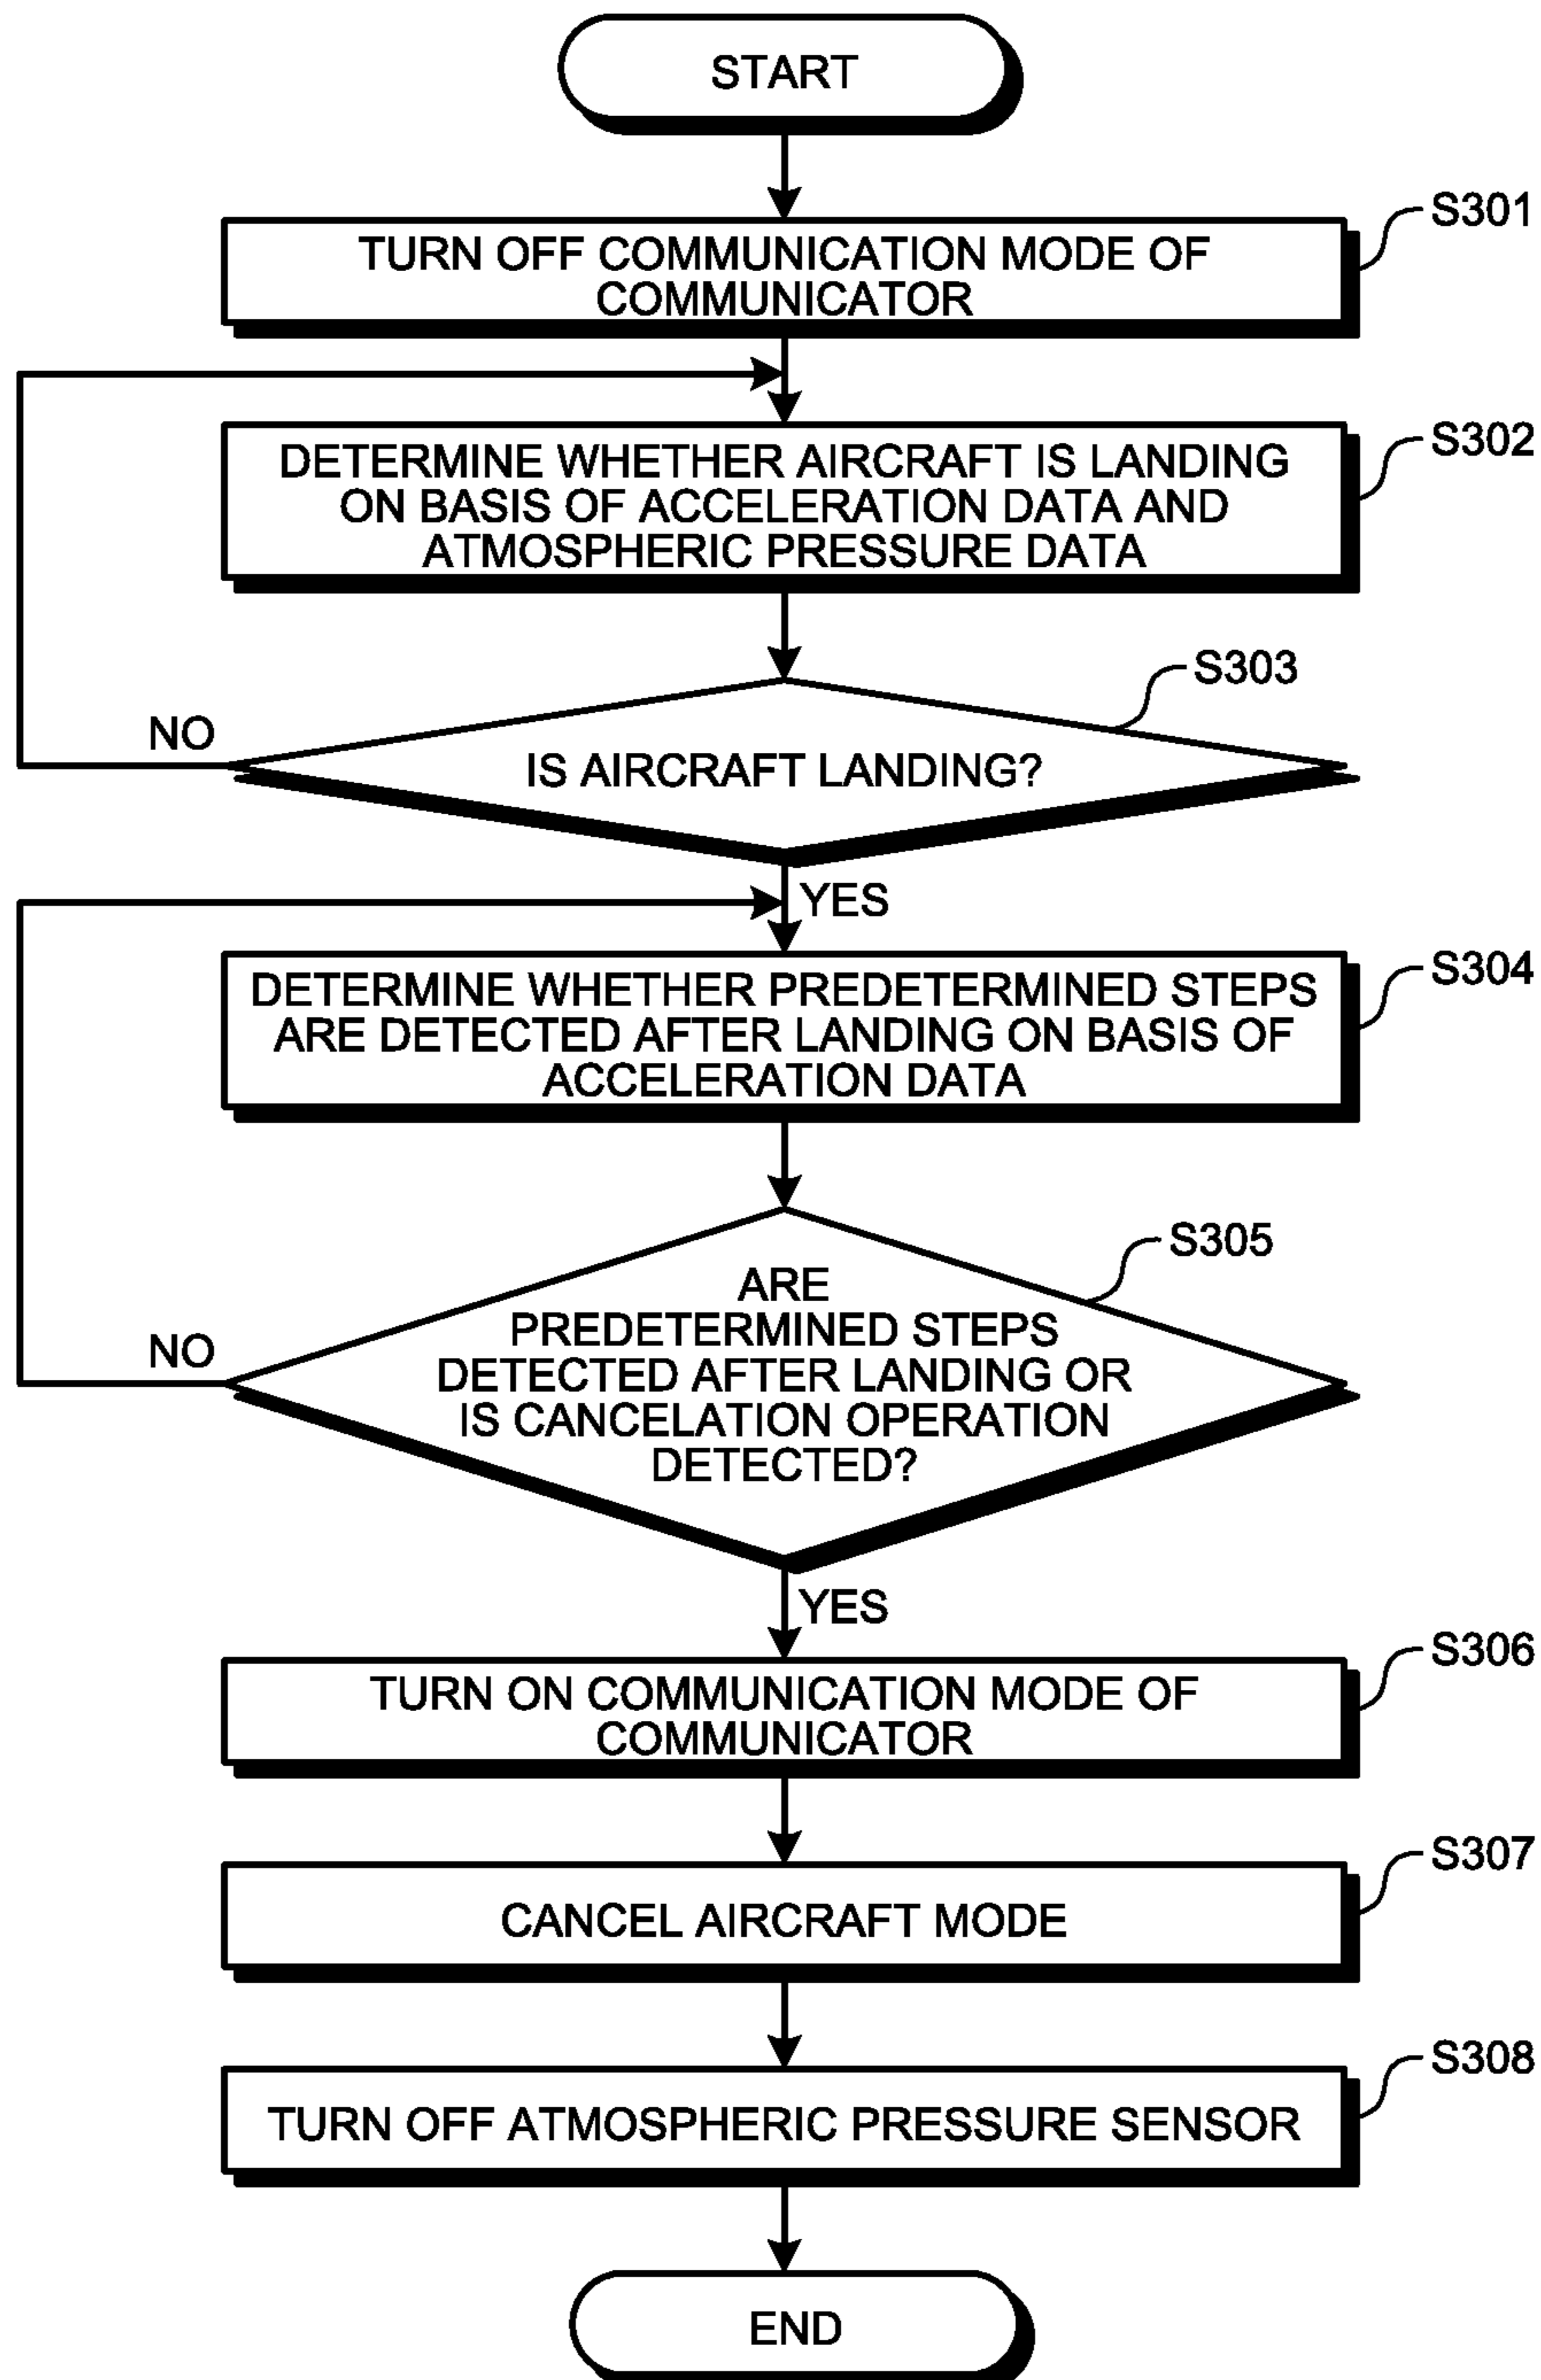 START
S301
TURN OFF COMMUNICATION MODE OF
COMMUNICATOR
S302
DETERMINE WHETHER AIRCRAFT IS LANDING
ON BASIS OF ACCELERATION DATA AND
ATMOSPHERIC PRESSURE DATA
S303
NO
IS AIRCRAFT LANDING?
YES
S304
DETERMINE WHETHER PREDETERMINED STEPS
ARE DETECTED AFTER LANDING ON BASIS OF
ACCELERATION DATA
S305
ARE
PREDETERMINED STEPS
NO
DETECTED AFTER LANDING OR
IS CANCELATION OPERATION
DETECTED?
YES
S306
TURN ON COMMUNICATION MODE OF
COMMUNICATOR
S307
CANCEL AIRCRAFT MODE
S308
TURN OFF ATMOSPHERIC PRESSURE SENSOR
END